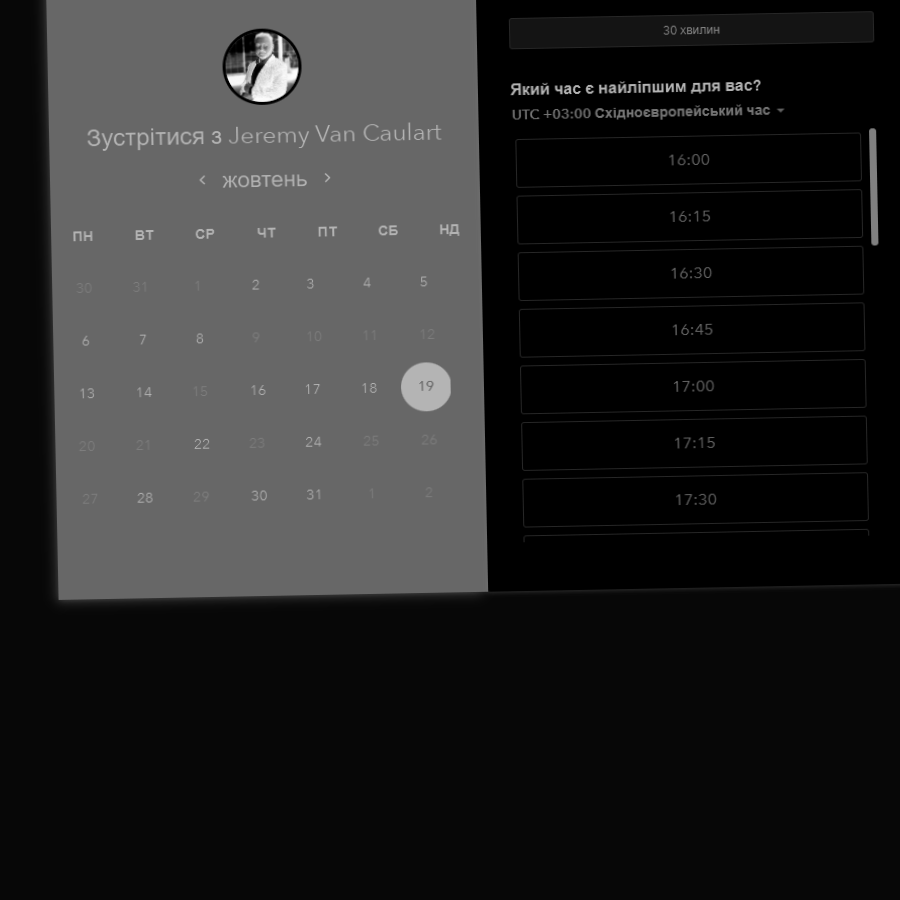 Зустрітися з Jeremy Van Caulart
жовтень
ПН ВТ СР ЧТ ПТ СБ НД
30 31 1 2 3 4 5
6 7 8 9 10 11 12
13 14 15 16 17 18 19
20 21 22 23 24 25 26
27 28 29 30 31 1 2
30 хвилин
Який час є найліпшим для вас?
UTC +03:00 Східноєвропейський час
16:00
16:15
16:30
16:45
17:00
17:15
17:30